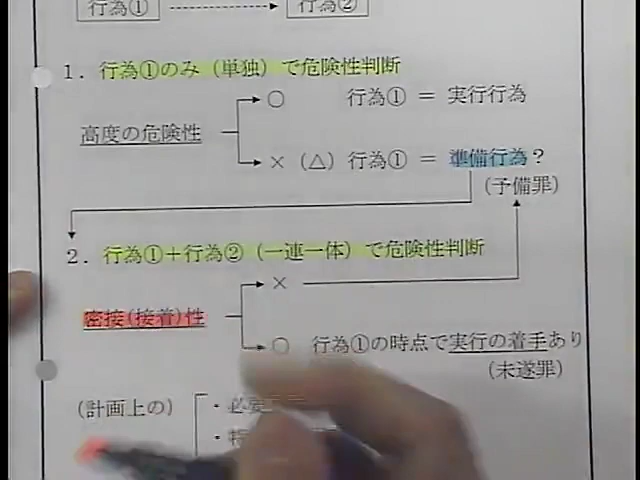 行為① 行為②
1．行為①のみ（単独）で危険性判断
○ 行為① ＝ 実行行為
高度の危険性
×（△）行為① ＝ 準備行為？
（予備罪）
2．行為①＋行為②（一連一体）で危険性判断
×
密接(接着)性
○ 行為①の時点で実行の着手あり
（未遂罪）
（計画上の） ・必要
・